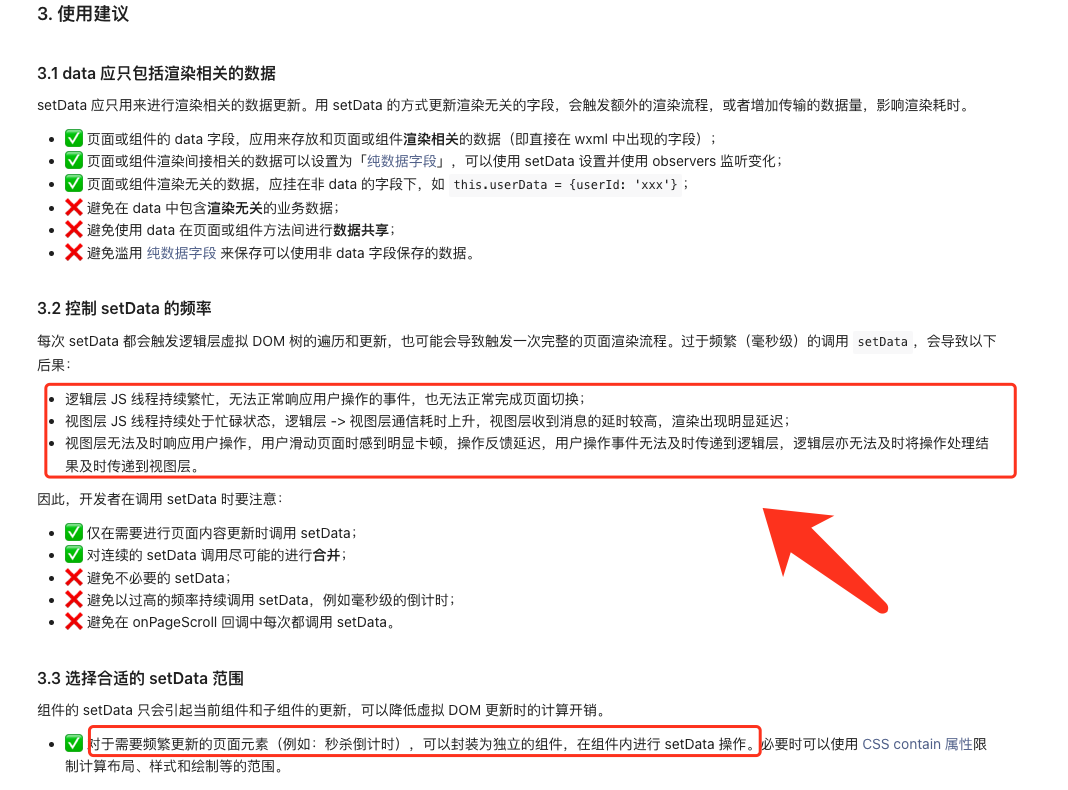 3. 使用建议
3.1 data 应只包括渲染相关的数据
setData 应只用来进行渲染相关的数据更新。用 setData 的方式更新渲染无关的字段，会触发额外的渲染流程，或者增加传输的数据量，影响渲染耗时。
• ✅ 页面或组件的 data 字段，应用来存放和页面或组件渲染相关的数据（即直接在 wxml 中出现的字段）；
• ✅ 页面或组件渲染间接相关的数据可以设置为「纯数据字段」，可以使用 setData 设置并使用 observers 监听变化；
• ✅ 页面或组件渲染无关的数据，应挂在非 data 的字段下，如 this.userData = {userId: 'xxx'}；
• ❌ 避免在 data 中包含渲染无关的业务数据；
• ❌ 避免使用 data 在页面或组件方法间进行数据共享；
• ❌ 避免滥用 纯数据字段 来保存可以使用非 data 字段保存的数据。
3.2 控制 setData 的频率
每次 setData 都会触发逻辑层虚拟 DOM 树的遍历和更新，也可能会导致触发一次完整的页面渲染流程。过于频繁（毫秒级）的调用 setData，会导致以下
后果：
• 逻辑层 JS 线程持续繁忙，无法正常响应用户操作的事件，也无法正常完成页面切换；
• 视图层 JS 线程持续处于忙碌状态，逻辑层 -> 视图层通信耗时上升，视图层收到消息的延时较高，渲染出现明显延迟；
• 视图层无法及时响应用户操作，用户滑动页面时感到明显卡顿，操作反馈延迟，用户操作事件无法及时传递到逻辑层，逻辑层亦无法及时将操作处理结
果及时传递到视图层。
因此，开发者在调用 setData 时要注意：
• ✅ 仅在需要进行页面内容更新时调用 setData；
• ✅ 对连续的 setData 调用尽可能的进行合并；
• ❌ 避免不必要的 setData；
• ❌ 避免以过高的频率持续调用 setData，例如毫秒级的倒计时；
• ❌ 避免在 onPageScroll 回调中每次都调用 setData。
3.3 选择合适的 setData 范围
组件的 setData 只会引起当前组件和子组件的更新，可以降低虚拟 DOM 更新时的计算开销。
• ✅ 对于需要频繁更新的页面元素（例如：秒杀倒计时），可以封装为独立的组件，在组件内进行 setData 操作。必要时可以使用 CSS contain 属性限
制计算布局、样式和绘制等的范围。